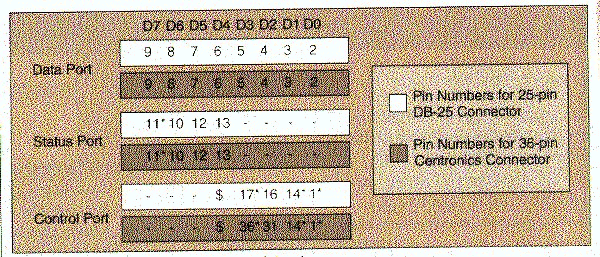 D7 D6 D5 D4 D3 D2 D1 D0
Data Port
9 8 7 6 5 4 3 2
9 8 7 6 5 4 3 2
Status Port
11* 10 12 13 - - - -
11* 10 12 13 - - - -
Control Port
- - - $ 17* 16 14* 1*
- - - $ 36* 31 14* 1*
Pin Numbers for 25-pin
DB-25 Connector
Pin Numbers for 36-pin
Centronics Connector